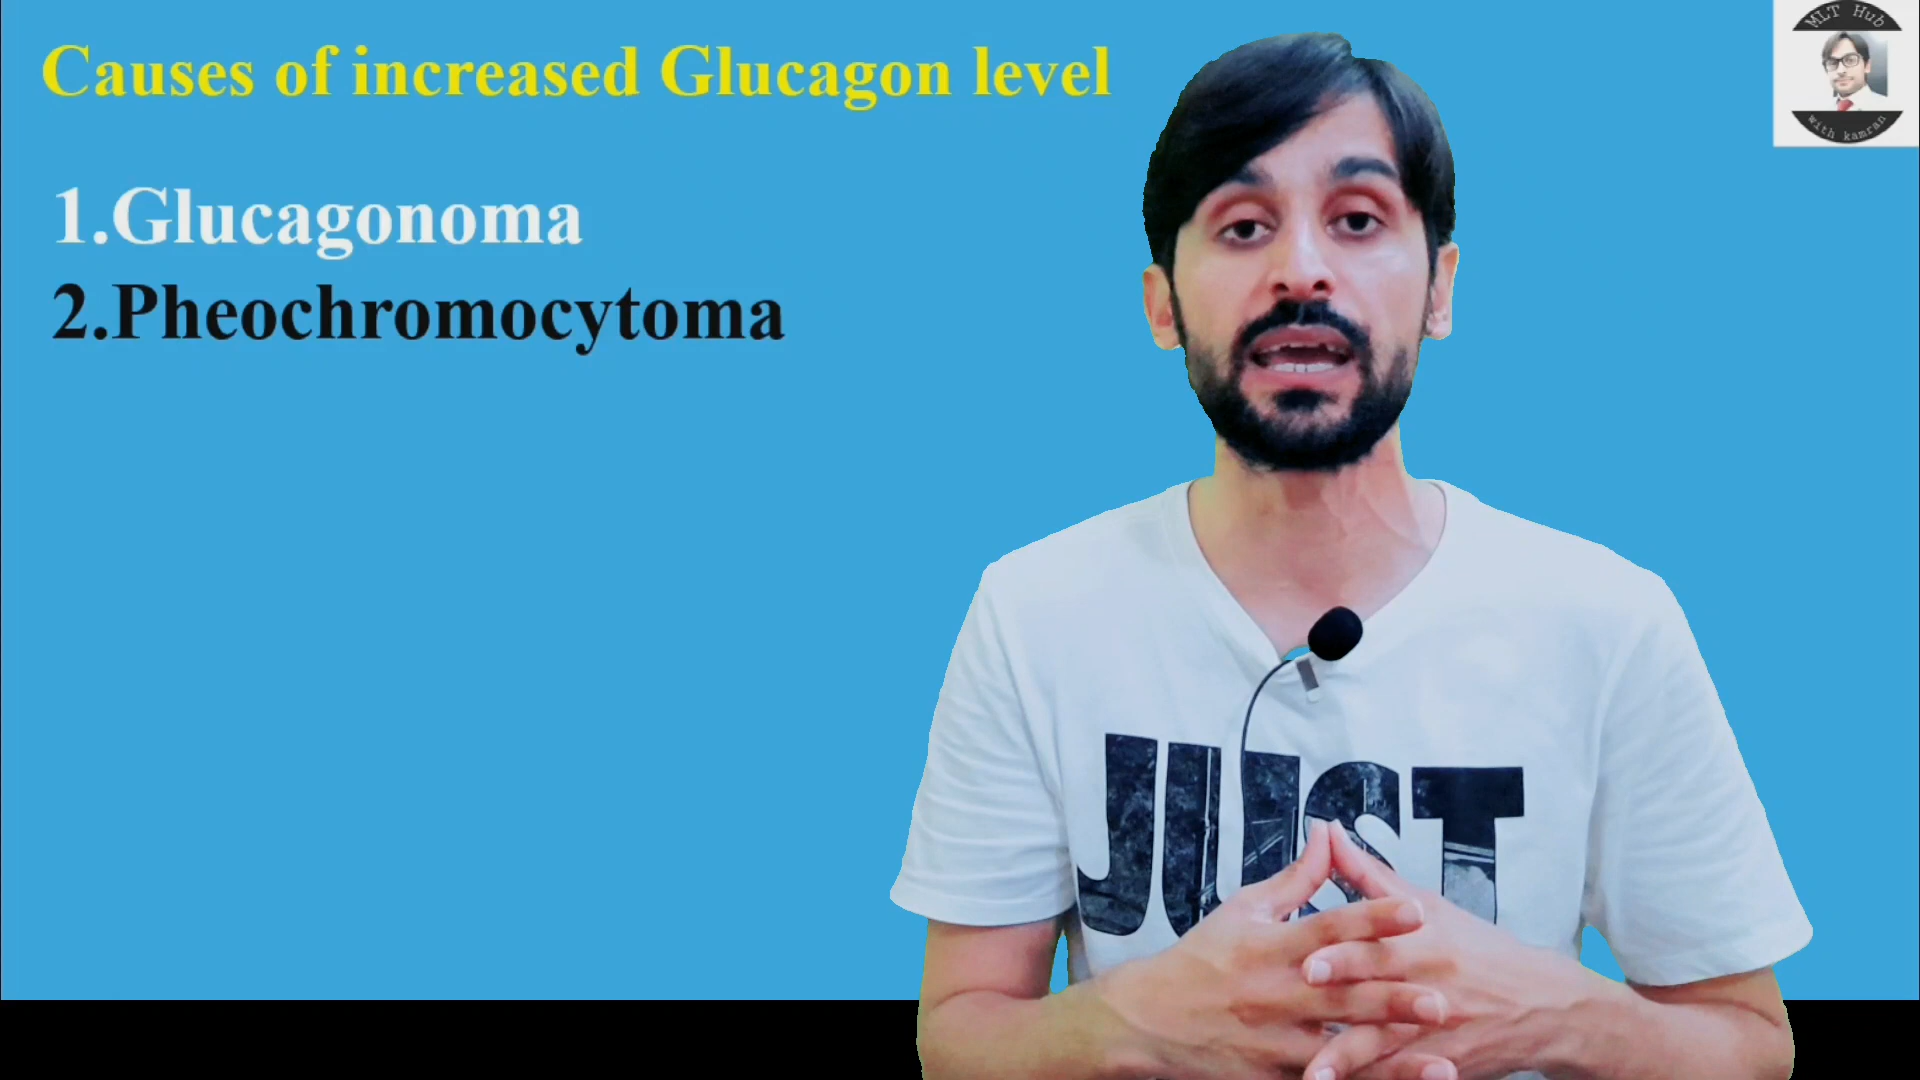 Causes of increased Glucagon level
1.Glucagonoma
2.Pheochromocytoma
MLT Hub
with kamran
JUST